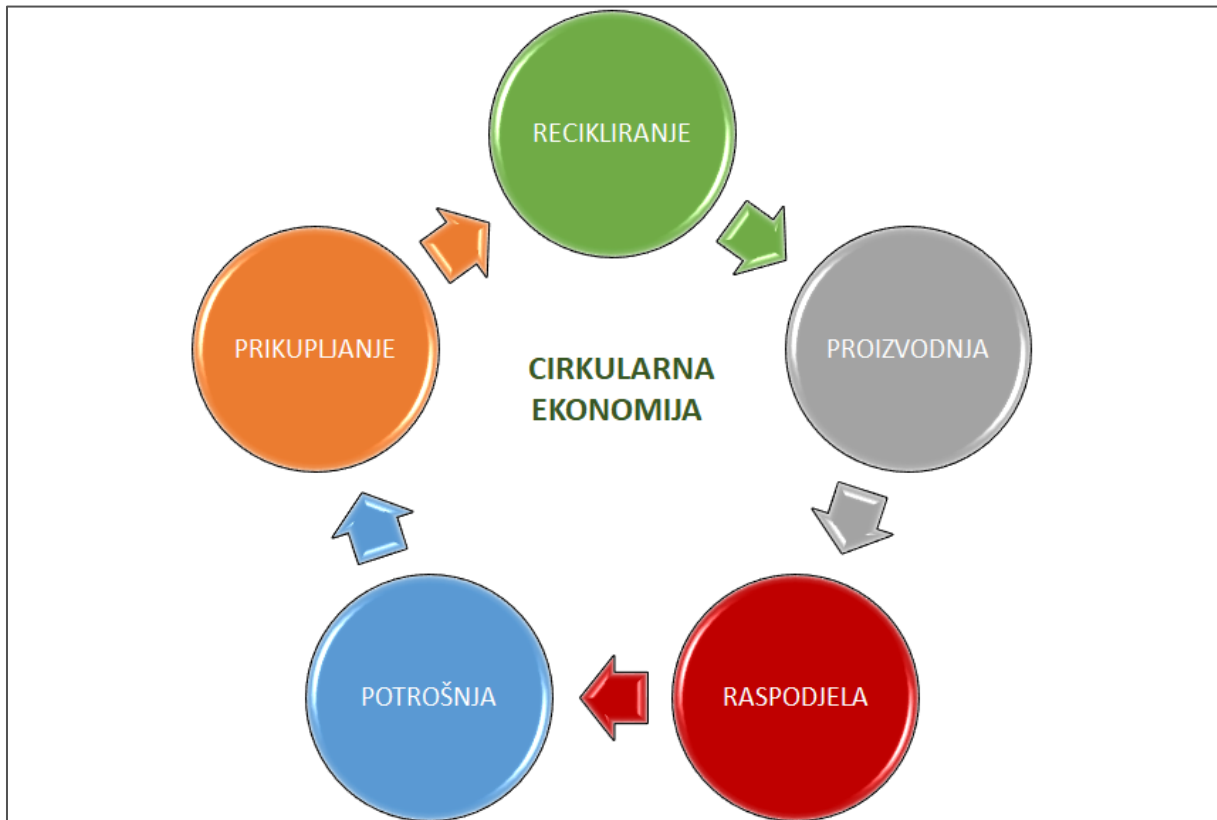 RECIKLIRANJE
PRIKUPLJANJE
PROIZVODNJA
CIRKULARNA
EKONOMIJA
POTROŠNJA
RASPODJELA